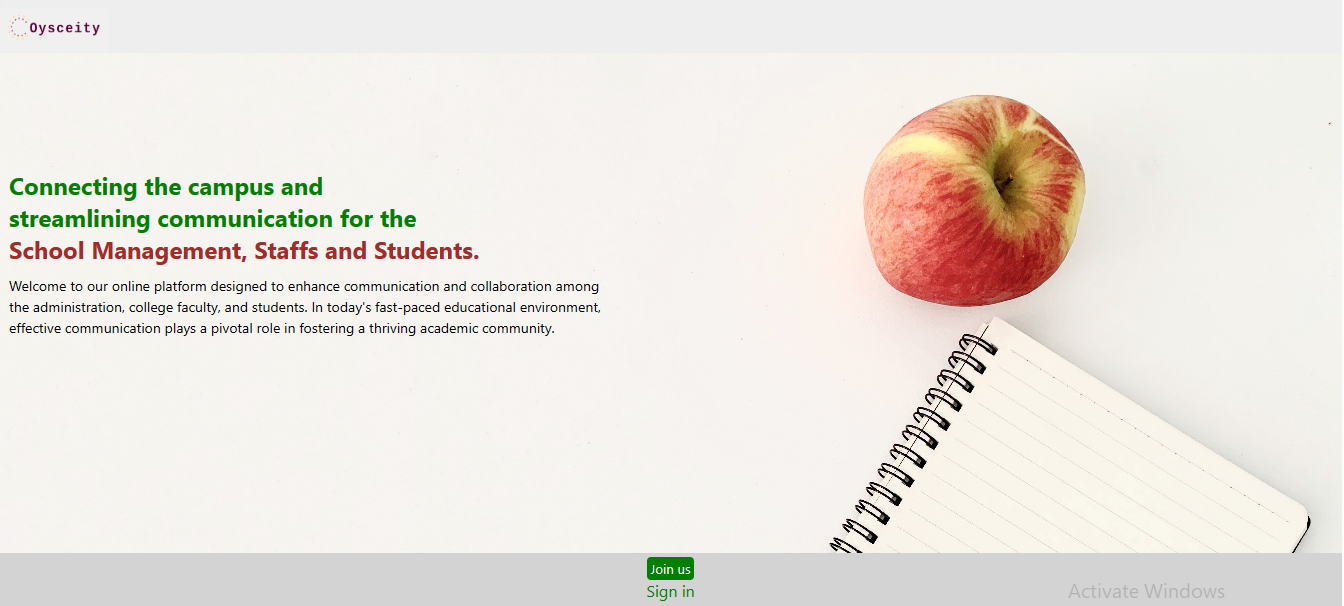 Oysceity
Connecting the campus and
streamlining communication for the
School Management, Staffs and Students.
Welcome to our online platform designed to enhance communication and collaboration among
the administration, college faculty, and students. In today's fast-paced educational environment,
effective communication plays a pivotal role in fostering a thriving academic community.
Join us
Sign in
Activate Windows